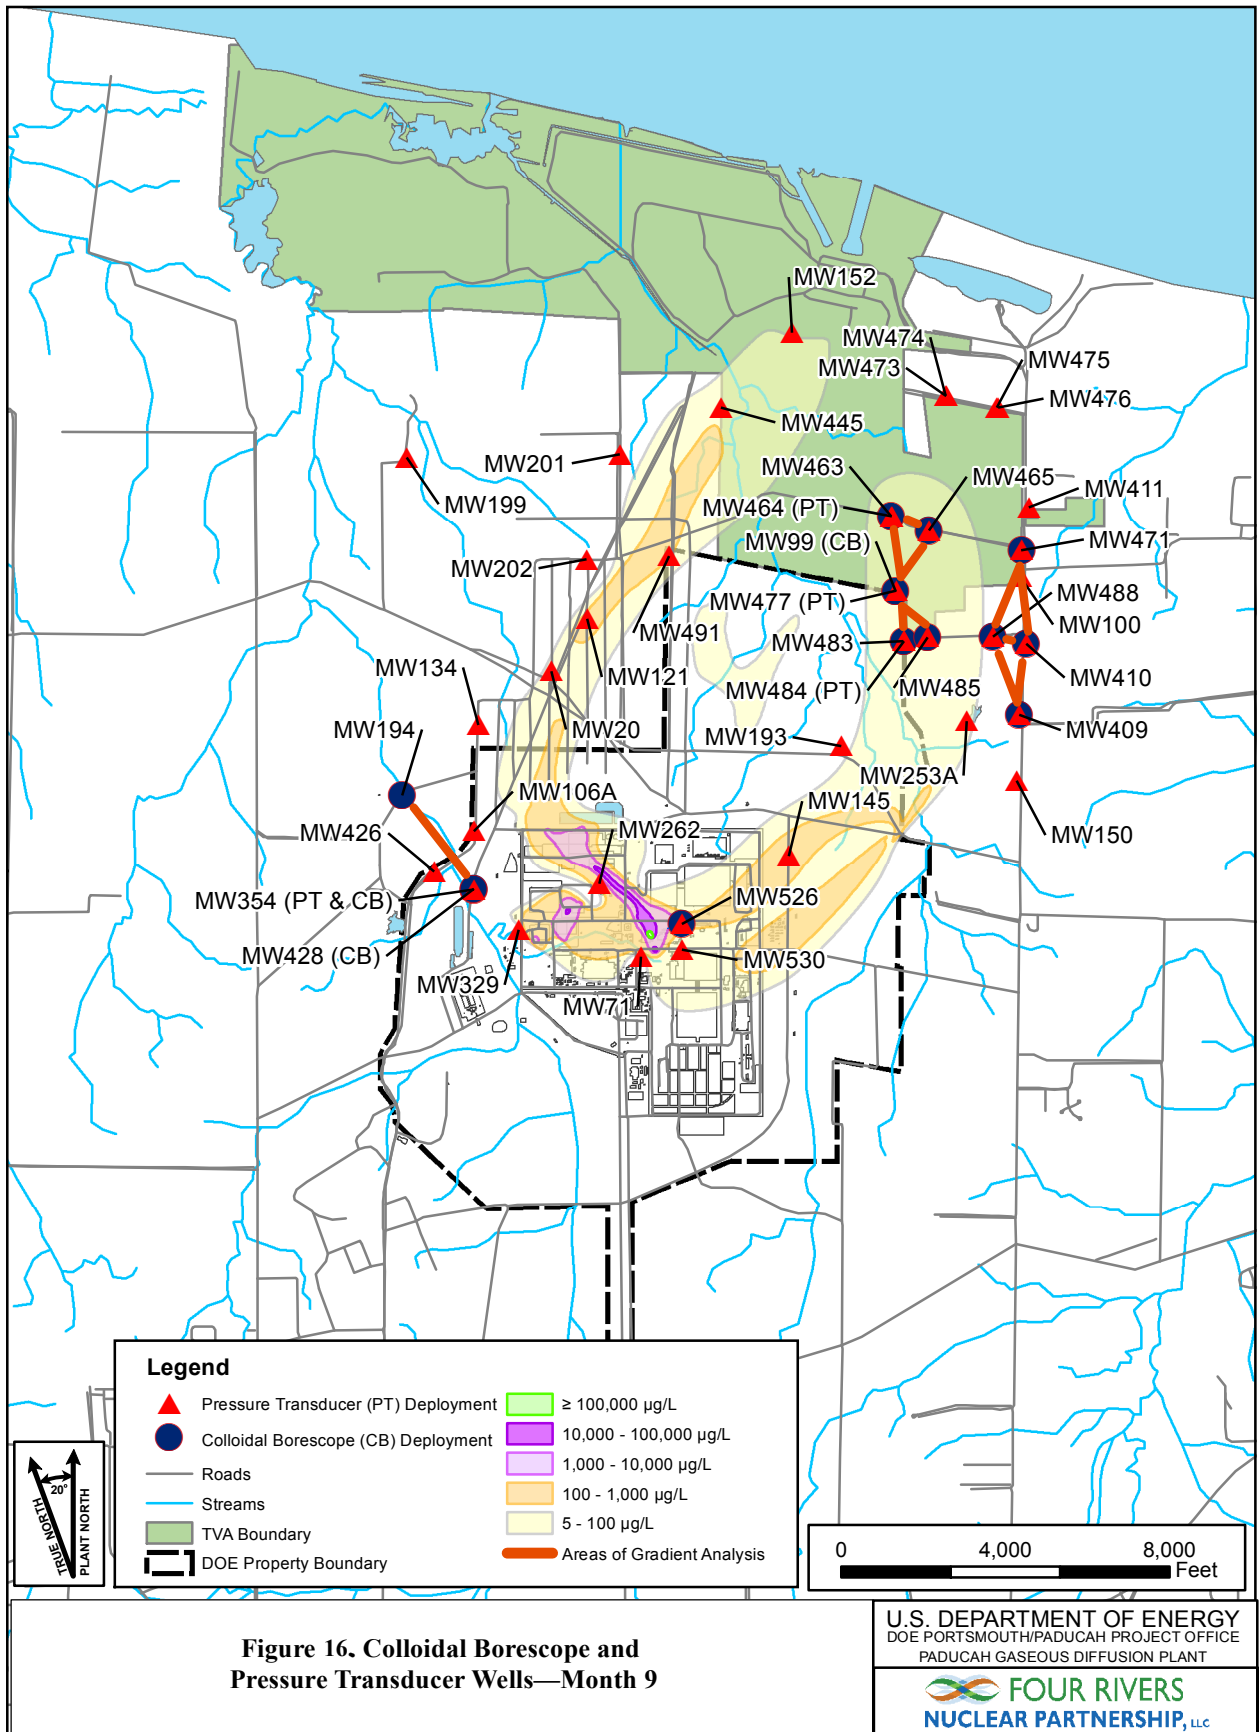 MW152
MW474
MW473
MW475
MW476
MW445
MW201
MW463
MW465
MW199
MW464 (PT)
MW411
MW99 (CB)
MW471
MW202
MW477 (PT)
MW488
MW491
MW483
MW100
MW134
MW121
MW484 (PT)
MW485
MW410
MW194
MW20
MW193
MW409
MW253A
MW106A
MW145
MW426
MW262
MW150
MW354 (PT & CB)
MW526
MW428 (CB)
MW530
MW329
MW71
Legend
Pressure Transducer (PT) Deployment
Colloidal Borescope (CB) Deployment
Roads
Streams
TVA Boundary
DOE Property Boundary
≥ 100,000 µg/L
10,000 - 100,000 µg/L
1,000 - 10,000 µg/L
100 - 1,000 µg/L
5 - 100 µg/L
Areas of Gradient Analysis
20°
TRUE NORTH
PLANT NORTH
0 4,000 8,000
Feet
Figure 16. Colloidal Borescope and
Pressure Transducer Wells—Month 9
U.S. DEPARTMENT OF ENERGY
DOE PORTSMOUTH/PADUCAH PROJECT OFFICE
PADUCAH GASEOUS DIFFUSION PLANT
FOUR RIVERS
NUCLEAR PARTNERSHIP, LLC